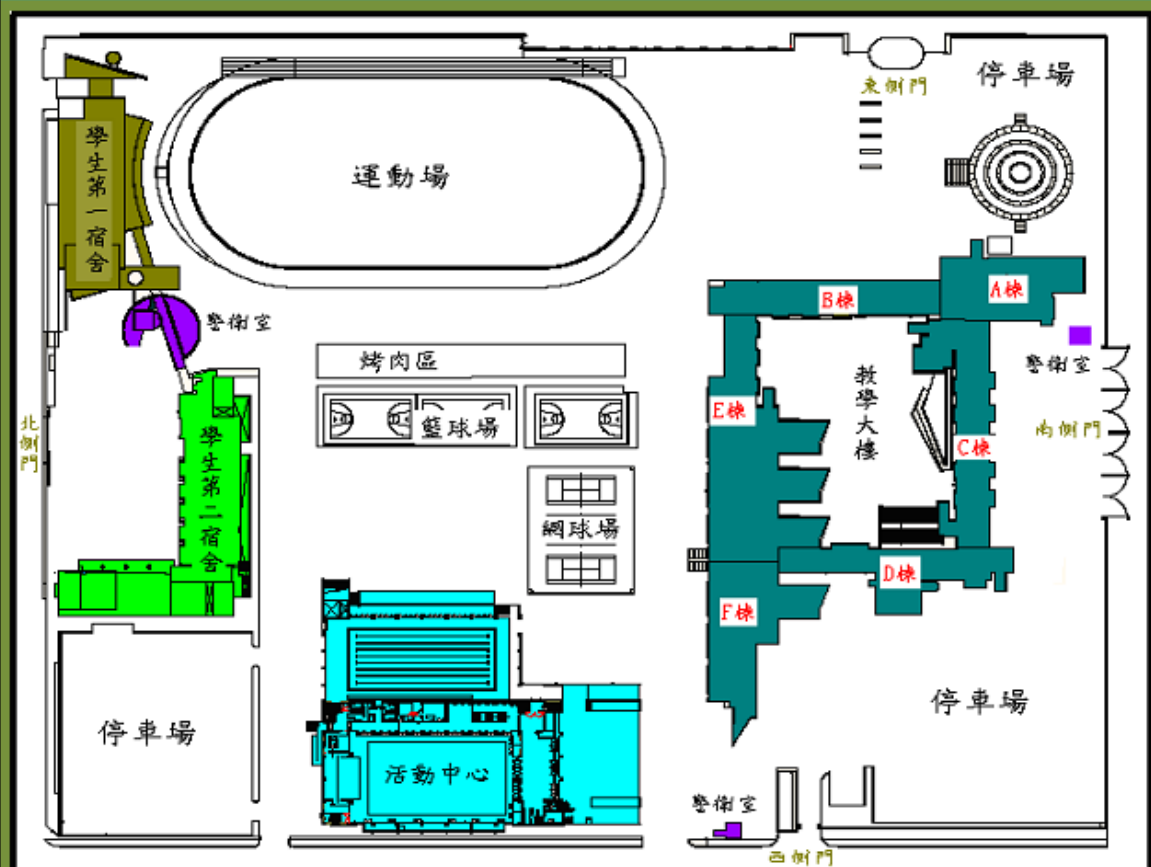 停車場
東側門
學生第一宿舍
運動場
B棟
A棟
警衛室
警衛室
烤肉區
教學大樓
E棟
籃球場
北側門
學生第二宿舍
南側門
C棟
網球場
D棟
F棟
停車場
停車場
活動中心
警衛室
西側門